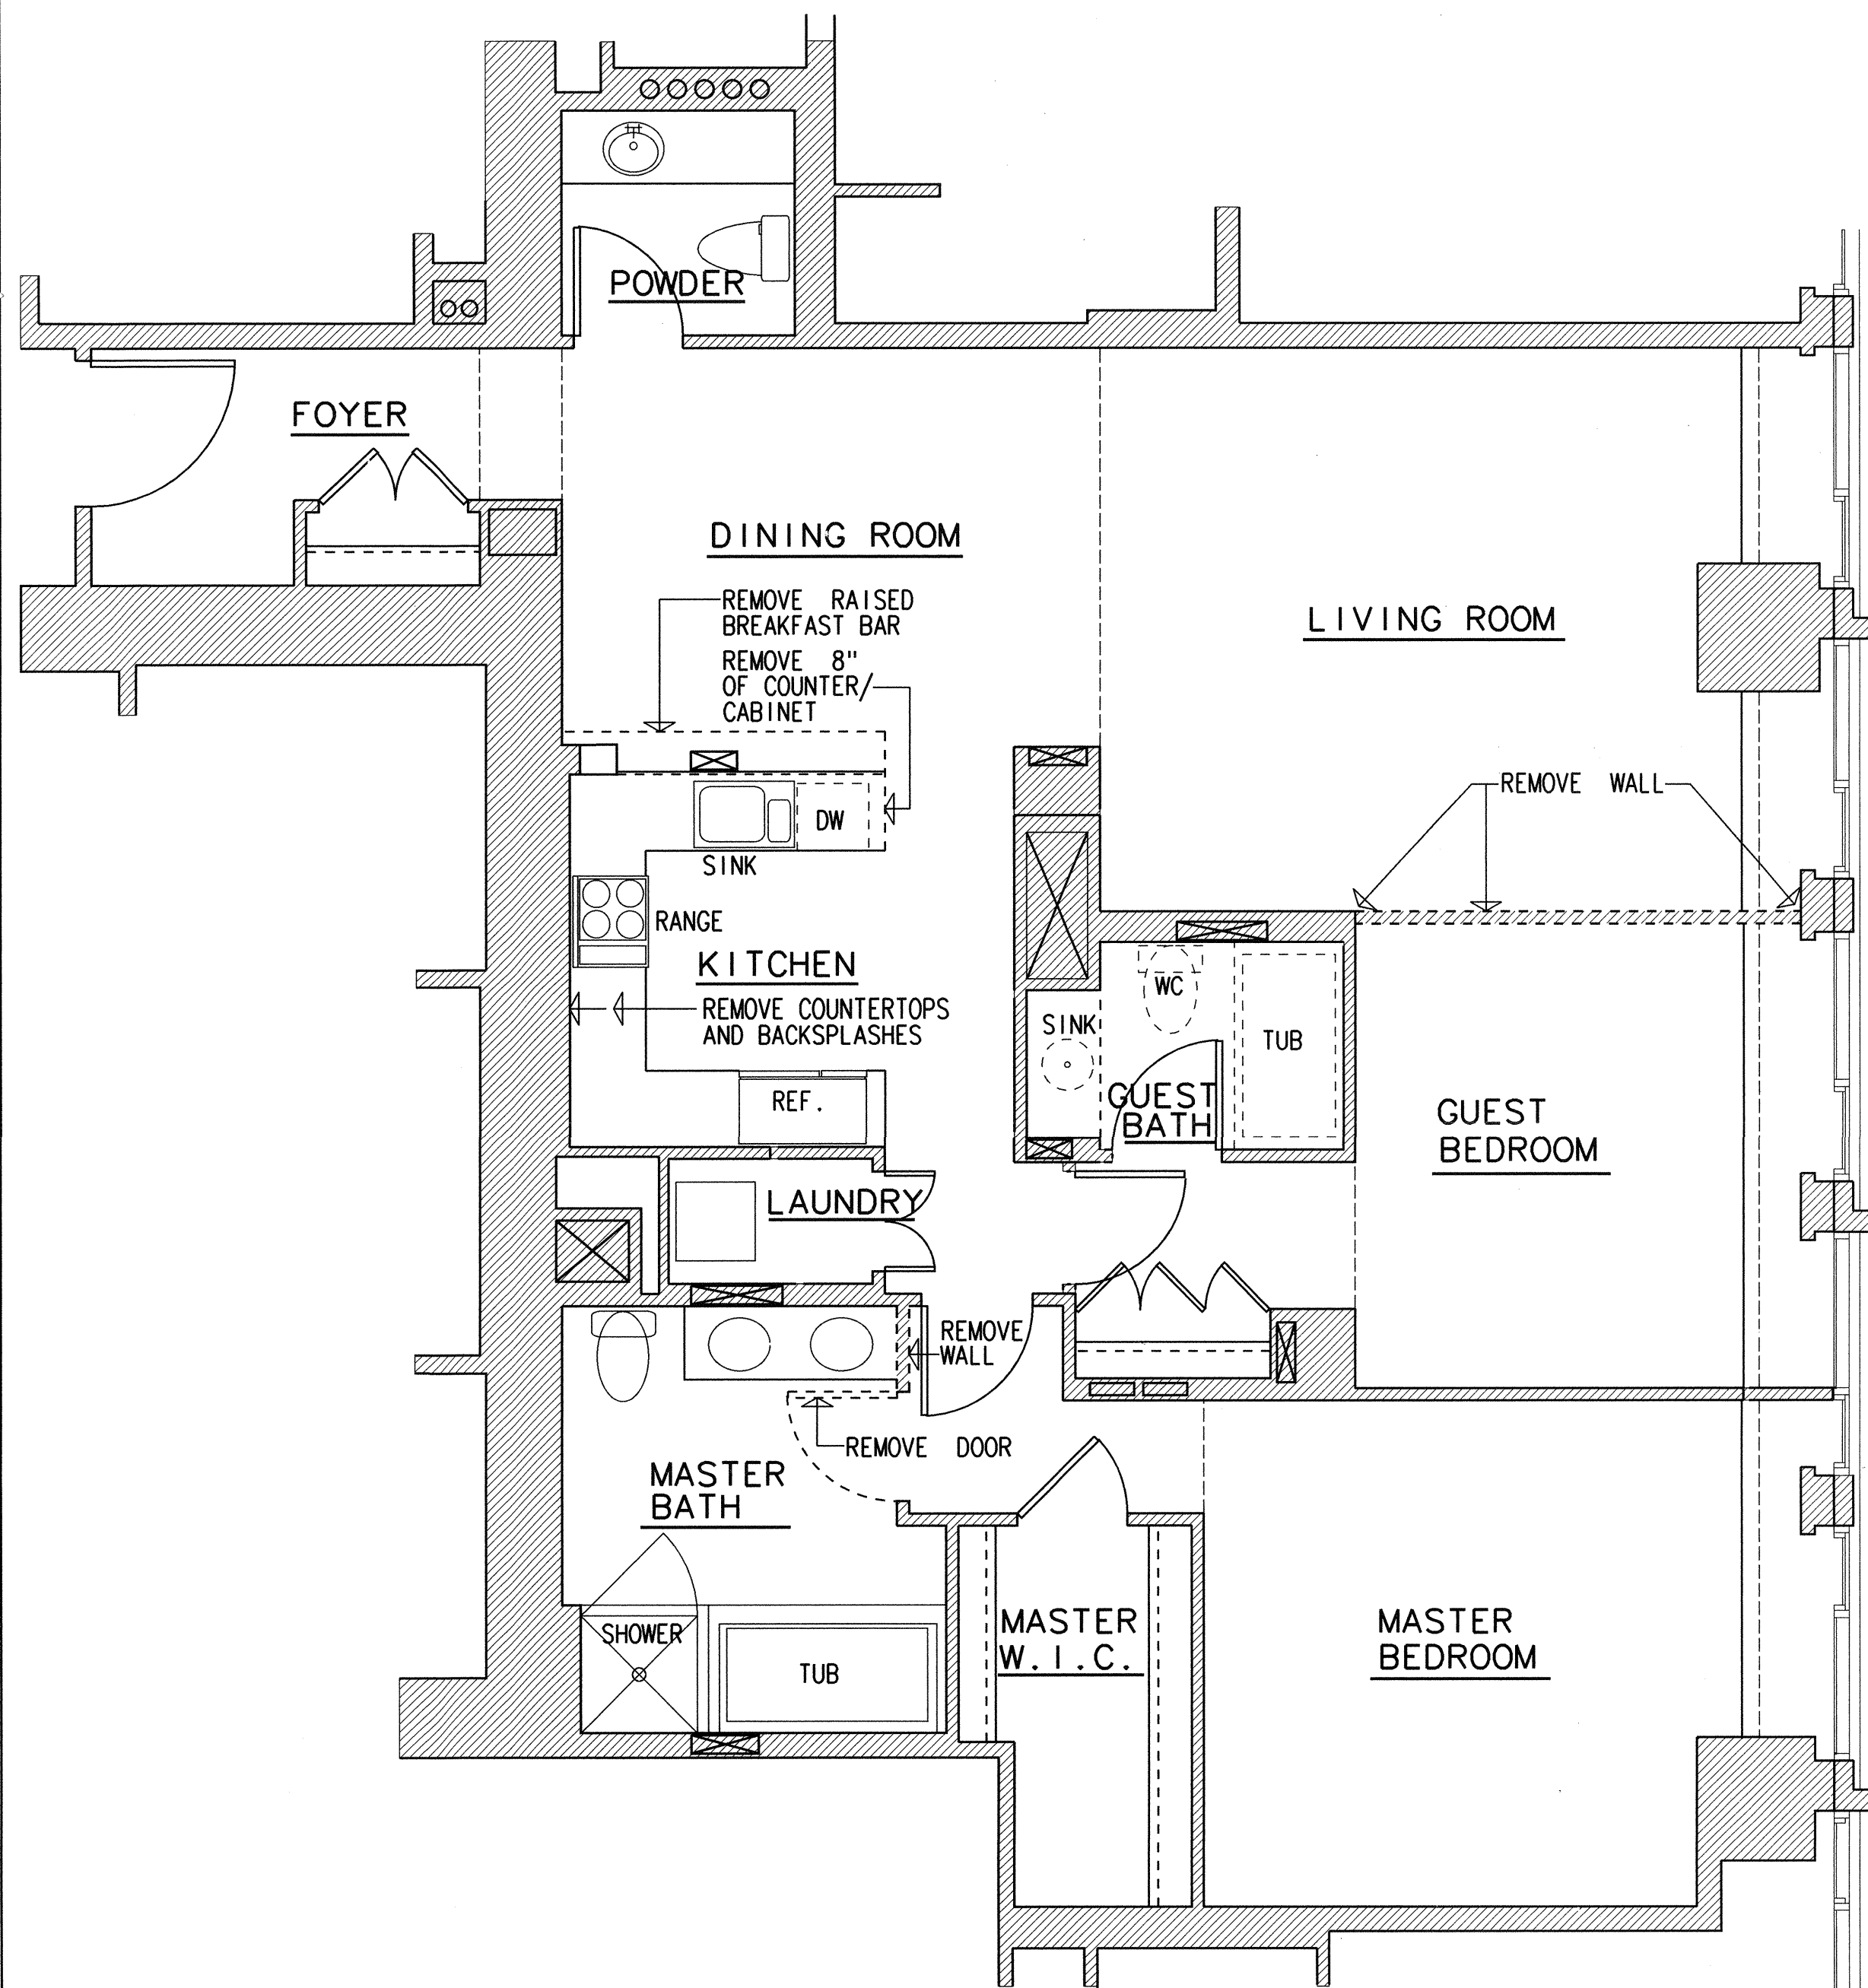 POWDER
FOYER
DINING ROOM
REMOVE RAISED
BREAKFAST BAR
REMOVE 8"
OF COUNTER/
CABINET
LIVING ROOM
REMOVE WALL
DW
SINK
RANGE
KITCHEN
REMOVE COUNTERTOPS
AND BACKSPLASHES
REF.
WC
SINK
TUB
GUEST
BATH
GUEST
BEDROOM
LAUNDRY
REMOVE
WALL
REMOVE DOOR
MASTER
BATH
SHOWER
TUB
MASTER
W.I.C.
MASTER
BEDROOM